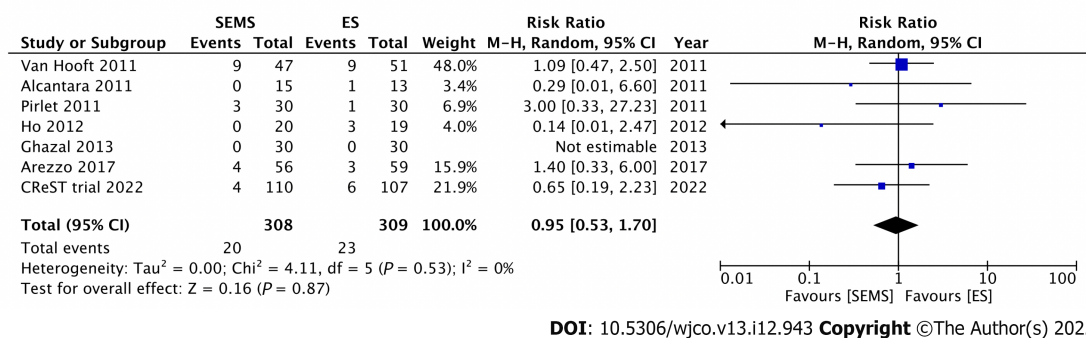 SEMS ES Risk Ratio Risk Ratio
Study or Subgroup Events Total Events Total Weight M-H, Random, 95% CI Year M-H, Random, 95% CI
Van Hooft 2011 9 47 9 51 48.0% 1.09 [0.47, 2.50] 2011
Alcantara 2011 0 15 1 13 3.4% 0.29 [0.01, 6.60] 2011
Pirlet 2011 3 30 1 30 6.9% 3.00 [0.33, 27.23] 2011
Ho 2012 0 20 3 19 4.0% 0.14 [0.01, 2.47] 2012
Ghazal 2013 0 30 0 30 Not estimable 2013
Arezzo 2017 4 56 3 59 15.9% 1.40 [0.33, 6.00] 2017
CReST trial 2022 4 110 6 107 21.9% 0.65 [0.19, 2.23] 2022
Total (95% CI) 308 309 100.0% 0.95 [0.53, 1.70]
Total events 20 23
Heterogeneity: Tau² = 0.00; Chi² = 4.11, df = 5 (P = 0.53); I² = 0%
Test for overall effect: Z = 0.16 (P = 0.87)
0.01 0.1 1 10 100
Favours [SEMS] Favours [ES]
DOI: 10.5306/wjco.v13.i12.943 Copyright ©The Author(s) 202